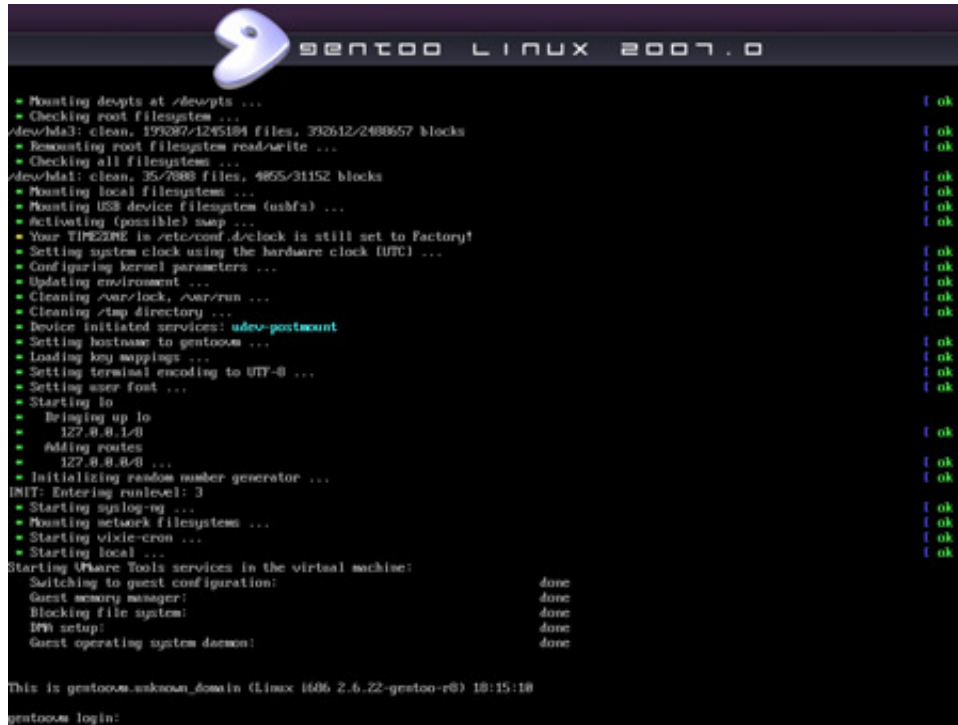 gentoo linux 2007.0
* Mounting devpts at /dev/pts ... [ ok
* Checking root filesystem ...
/dev/hda3: clean, 199207/1245184 files, 392612/2488657 blocks [ ok
* Remounting root filesystem read/write ... [ ok
* Checking all filesystems ...
/dev/hda1: clean, 35/7808 files, 4055/31152 blocks [ ok
* Mounting local filesystems ... [ ok
* Mounting USB device filesystem (usbfs) ... [ ok
* Activating (possible) swap ... [ ok
* Your TIMEZONE in /etc/conf.d/clock is still set to Factory!
* Setting system clock using the hardware clock [UTC] ... [ ok
* Configuring kernel parameters ... [ ok
* Updating environment ... [ ok
* Cleaning /var/lock, /var/run ... [ ok
* Cleaning /tmp directory ... [ ok
* Device initiated services: udev-postmount
* Setting hostname to gentoovm ... [ ok
* Loading key mappings ... [ ok
* Setting terminal encoding to UTF-8 ... [ ok
* Setting user font ... [ ok
* Starting lo
* Bringing up lo
* 127.0.0.1/8 [ ok
* Adding routes
* 127.0.0.0/8 ... [ ok
* Initializing random number generator ... [ ok
INIT: Entering runlevel: 3
* Starting syslog-ng ... [ ok
* Mounting network filesystems ... [ ok
* Starting vixie-cron ... [ ok
* Starting local ... [ ok
Starting VMware Tools services in the virtual machine:
Switching to guest configuration: done
Guest memory manager: done
Blocking file system: done
DMA setup: done
Guest operating system daemon: done
This is gentoovm.unknown_domain (Linux i686 2.6.22-gentoo-r8) 18:15:10
gentoovm login: